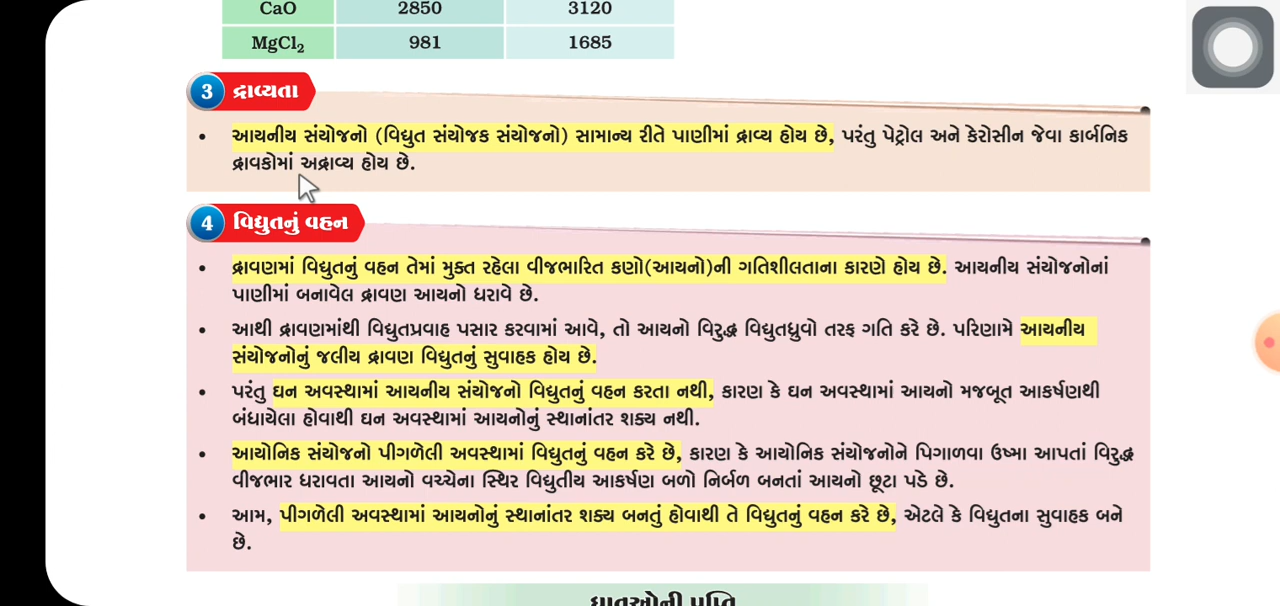 CaO 2850 3120
MgCl₂ 981 1685
3 દ્રાવ્યતા
• આયનીય સંયોજનો (વિદ્યુત સંયોજક સંયોજનો) સામાન્ય રીતે પાણીમાં દ્રાવ્ય હોય છે, પરંતુ પેટ્રોલ અને કેરોસીન જેવા કાર્બનિક
દ્રાવકોમાં અદ્રાવ્ય હોય છે.
4 વિદ્યુતનું વહન
• દ્રાવણમાં વિદ્યુતનું વહન તેમાં મુક્ત રહેલા વીજભારિત કણો(આયનો)ની ગતિશીલતાના કારણે હોય છે. આયનીય સંયોજનોનાં
પાણીમાં બનાવેલ દ્રાવણ આયનો ધરાવે છે.
• આથી દ્રાવણમાંથી વિદ્યુતપ્રવાહ પસાર કરવામાં આવે, તો આયનો વિરુદ્ધ વિદ્યુતધ્રુવો તરફ ગતિ કરે છે. પરિણામે આયનીય
સંયોજનોનું જલીય દ્રાવણ વિદ્યુતનું સુવાહક હોય છે.
• પરંતુ ઘન અવસ્થામાં આયનીય સંયોજનો વિદ્યુતનું વહન કરતા નથી, કારણ કે ઘન અવસ્થામાં આયનો મજબૂત આકર્ષણથી
બંધાયેલા હોવાથી ઘન અવસ્થામાં આયનોનું સ્થાનાંતર શક્ય નથી.
• આયોનિક સંયોજનો પીગળેલી અવસ્થામાં વિદ્યુતનું વહન કરે છે, કારણ કે આયોનિક સંયોજનોને પિગાળવા ઉષ્મા આપતાં વિરુદ્ધ
વીજભાર ધરાવતા આયનો વચ્ચેના સ્થિર વિદ્યુતીય આકર્ષણ બળો નિર્બળ બનતાં આયનો છૂટા પડે છે.
• આમ, પીગળેલી અવસ્થામાં આયનોનું સ્થાનાંતર શક્ય બનતું હોવાથી તે વિદ્યુતનું વહન કરે છે, એટલે કે વિદ્યુતના સુવાહક બને
છે.
ધાતુઓની પ્રાપ્તિ